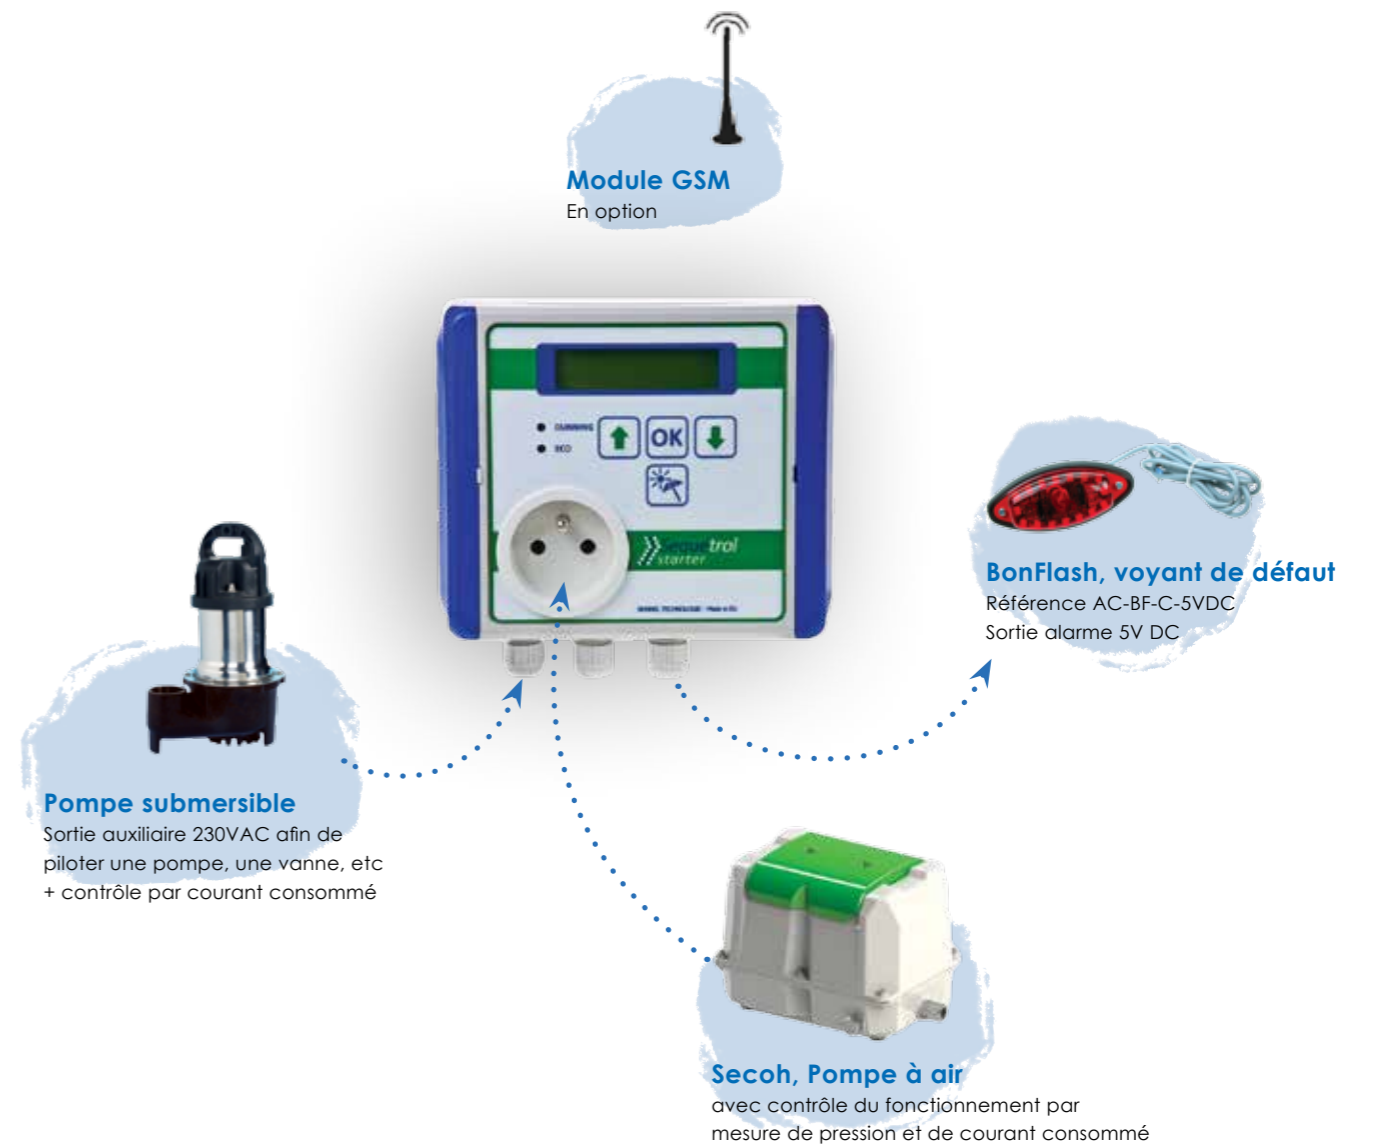 Module GSM
En option
OK
Sequetrol
starter
BonFlash, voyant de défaut
Référence AC-BF-C-5VDC
Sortie alarme 5V DC
Pompe submersible
Sortie auxiliaire 230VAC afin de
piloter une pompe, une vanne, etc
+ contrôle par courant consommé
Secoh, Pompe à air
avec contrôle du fonctionnement par
mesure de pression et de courant consommé